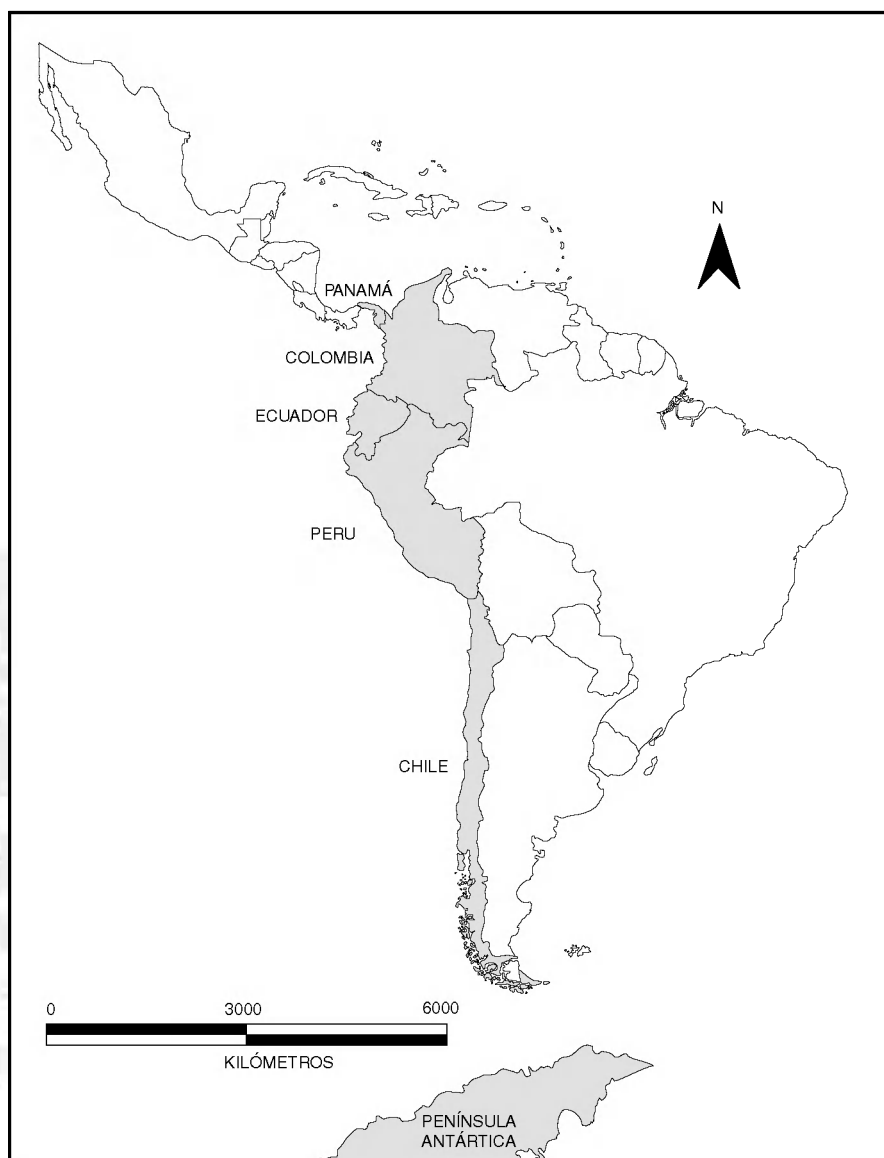 N
PANAMÁ
COLOMBIA
ECUADOR
PERU
CHILE
0 3000 6000
KILÓMETROS
PENÍNSULA
ANTÁRTICA